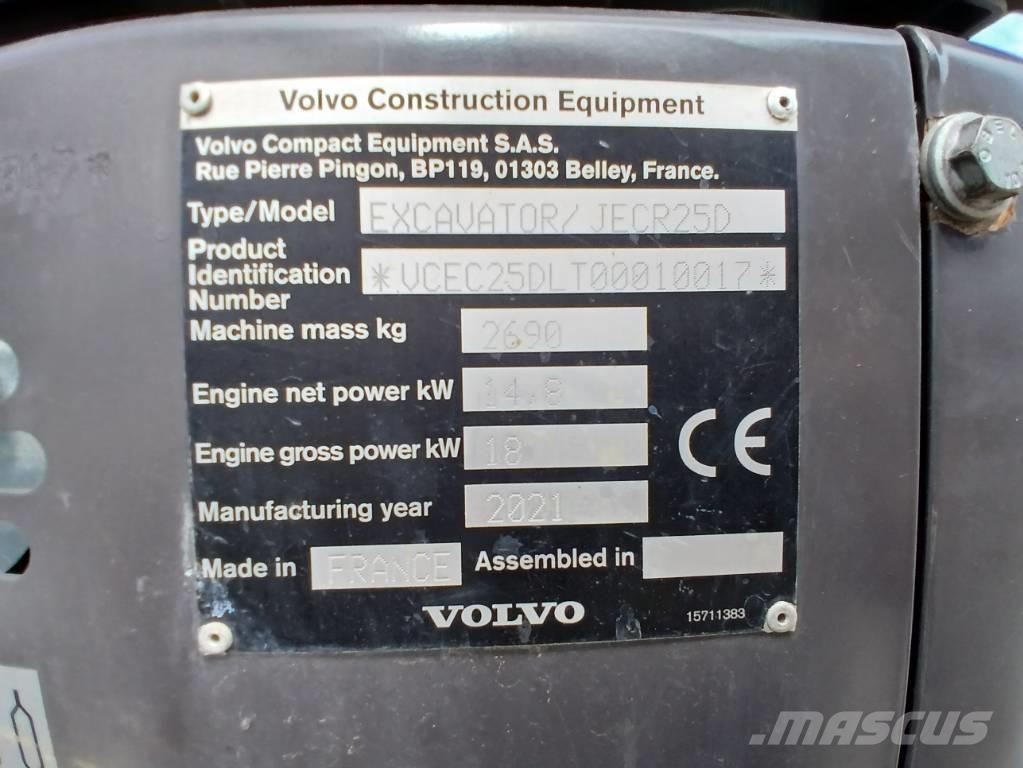 Volvo Construction Equipment
Volvo Compact Equipment S.A.S.
Rue Pierre Pingon, BP119, 01303 Belley, France.
Type/Model EXCAVATOR/ JECR25D
Product
Identification *VCEC25DLT00010017*
Number
Machine mass kg 2690
Engine net power kW 14.8
Engine gross power kW 18
Manufacturing year 2021
CE
Made in FRANCE Assembled in
VOLVO 15711383
MASCUS